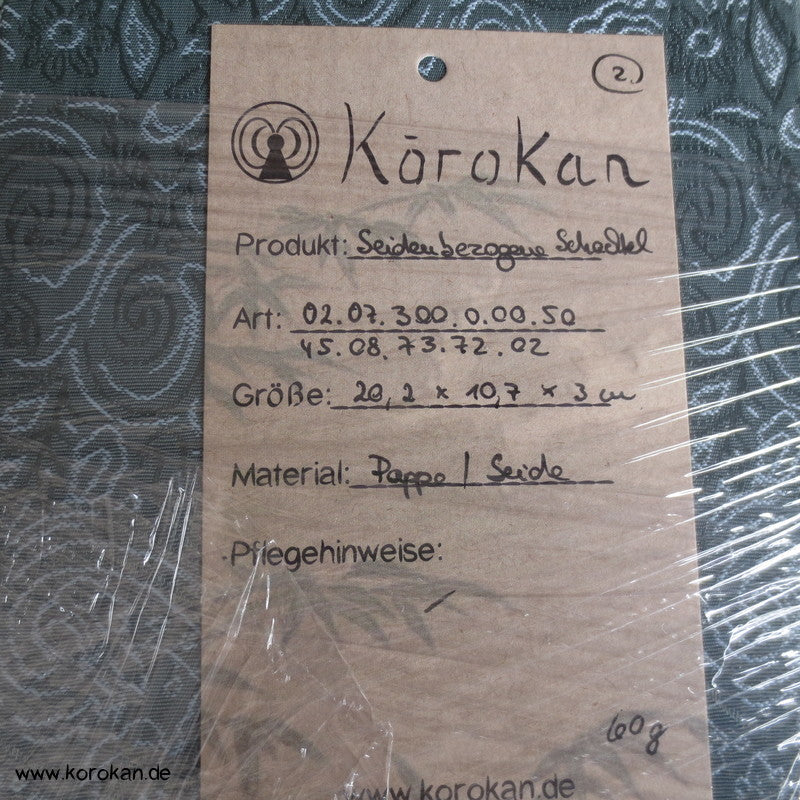 2.
Kōrokan
Produkt: Seidenbezogene Schachtel
Art: 02.07.300.0.00.50
45.08.73.72.02
Größe: 20,2 x 10,7 x 3 cm
Material: Pappe / Seide
Pflegehinweise:
/
60g
www.korokan.de
www.korokan.de